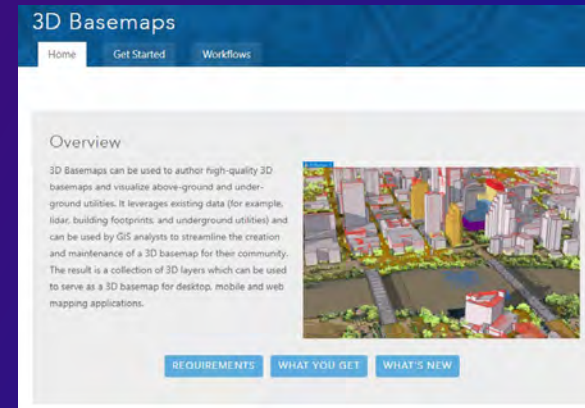 3D Basemaps
Home Get Started Workflows
Overview
3D Basemaps can be used to author high-quality 3D
basemaps and visualize above-ground and under-
ground utilities. It leverages existing data (for example,
lidar, building footprints, and underground utilities) and
can be used by GIS analysts to streamline the creation
and maintenance of a 3D basemap for their community.
The result is a collection of 3D layers which can be used
to serve as a 3D basemap for desktop, mobile and web
mapping applications.
REQUIREMENTS WHAT YOU GET WHAT'S NEW